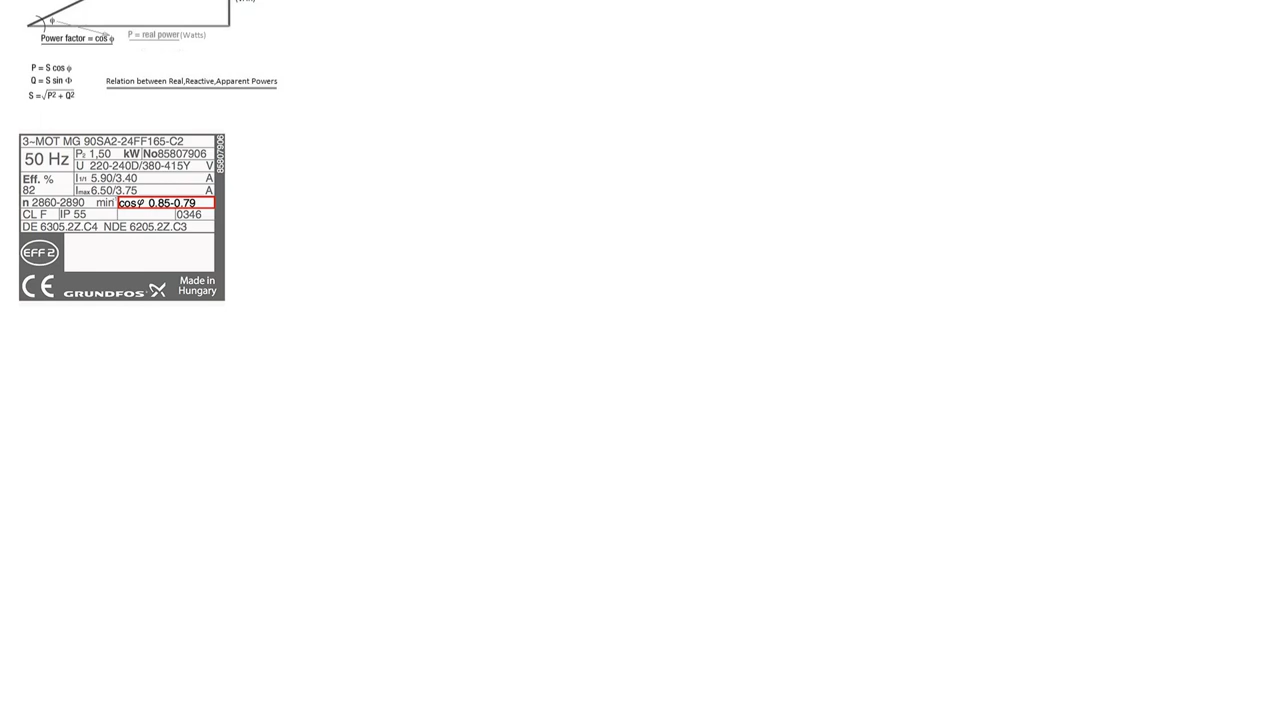 φ
Power factor = cos φ
P = real power (Watts)
P = S cos φ
Q = S sin Φ
S = √P² + Q²
Relation between Real,Reactive,Apparent Powers
3~MOT MG 90SA2-24FF165-C2
85807906
50 Hz
P₂ 1,50 kW No85807906
U 220-240D/380-415Y V
Eff. %
82
I1/1 5.90/3.40 A
Imax 6.50/3.75 A
n 2860-2890 min⁻¹ cosφ 0.85-0.79
CL F IP 55 0346
DE 6305.2Z.C4 NDE 6205.2Z.C3
EFF 2
CE GRUNDFOS
Made in
Hungary